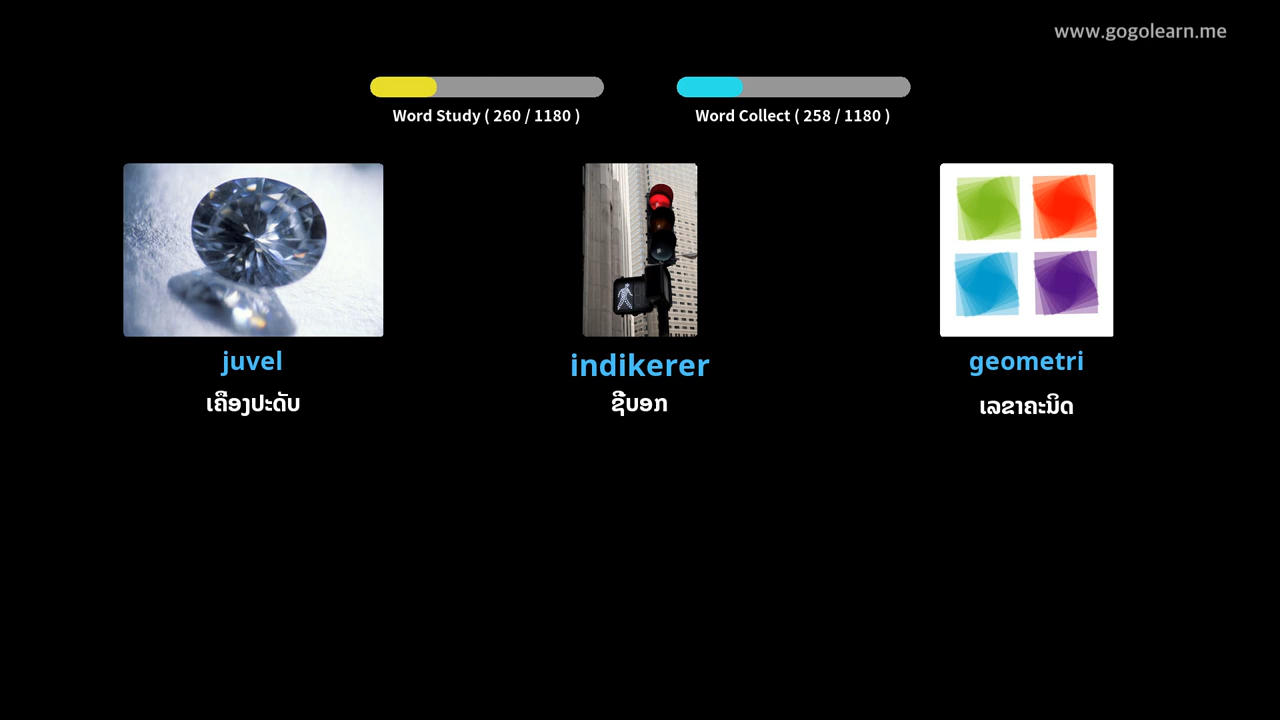 www.gogolearn.me
Word Study ( 260 / 1180 )
Word Collect ( 258 / 1180 )
juvel
indikerer
geometri
ເຄື່ອງປະດັບ
ຊີ້ບອກ
ເລຂາຄະນິດ